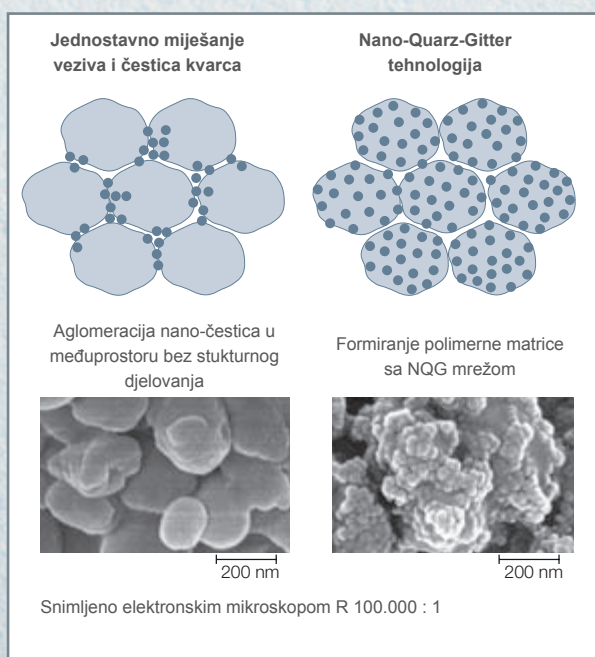 Jednostavno miješanje
veziva i čestica kvarca
Nano-Quarz-Gitter
tehnologija
Aglomeracija nano-čestica u
međuprostoru bez stukturnog
djelovanja
Formiranje polimerne matrice
sa NQG mrežom
200 nm
200 nm
Snimljeno elektronskim mikroskopom R 100.000 : 1